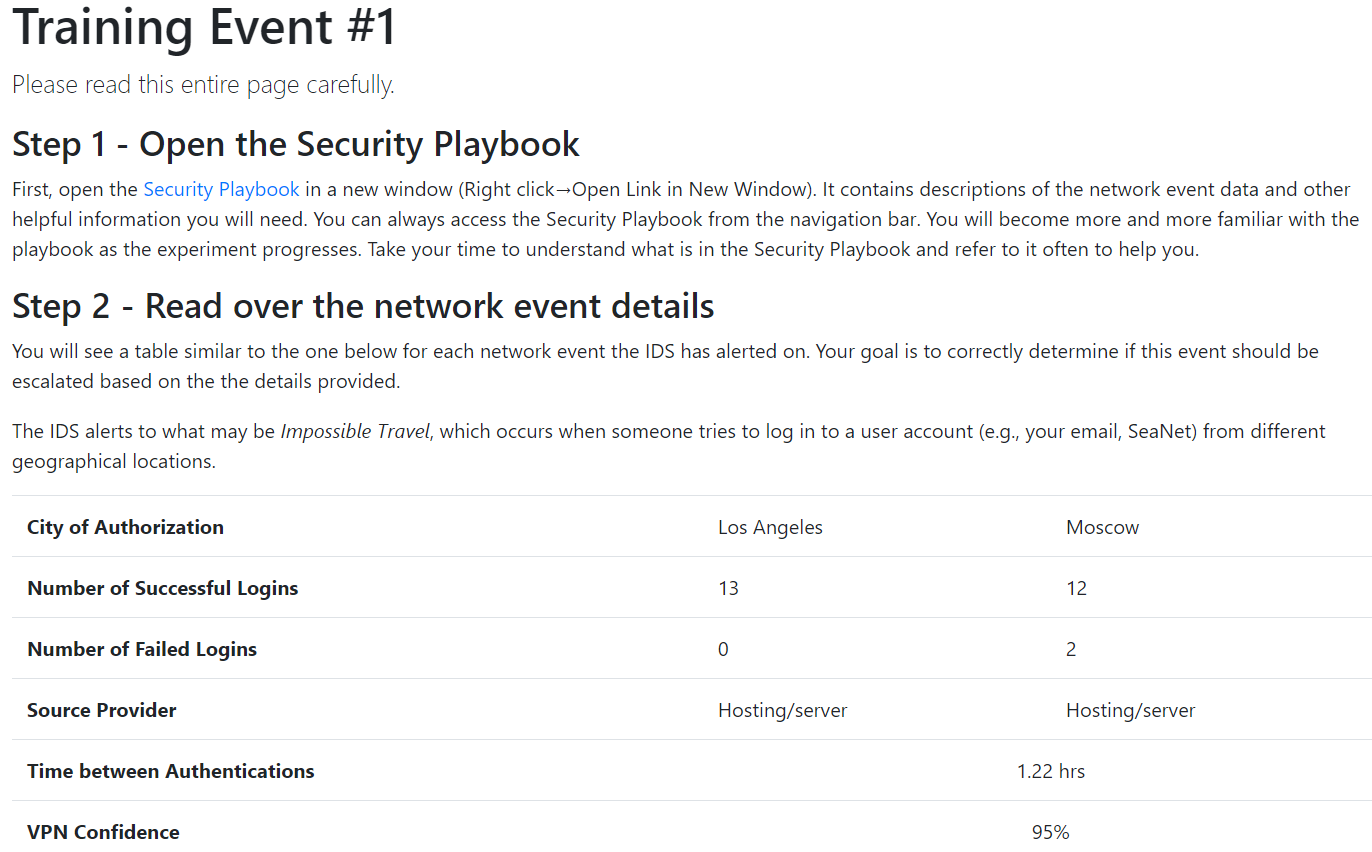 Training Event #1
Please read this entire page carefully.
Step 1 - Open the Security Playbook
First, open the Security Playbook in a new window (Right click→Open Link in New Window). It contains descriptions of the network event data and other
helpful information you will need. You can always access the Security Playbook from the navigation bar. You will become more and more familiar with the
playbook as the experiment progresses. Take your time to understand what is in the Security Playbook and refer to it often to help you.
Step 2 - Read over the network event details
You will see a table similar to the one below for each network event the IDS has alerted on. Your goal is to correctly determine if this event should be
escalated based on the the details provided.
The IDS alerts to what may be Impossible Travel, which occurs when someone tries to log in to a user account (e.g., your email, SeaNet) from different
geographical locations.
City of Authorization Los Angeles Moscow
Number of Successful Logins 13 12
Number of Failed Logins 0 2
Source Provider Hosting/server Hosting/server
Time between Authentications 1.22 hrs
VPN Confidence 95%